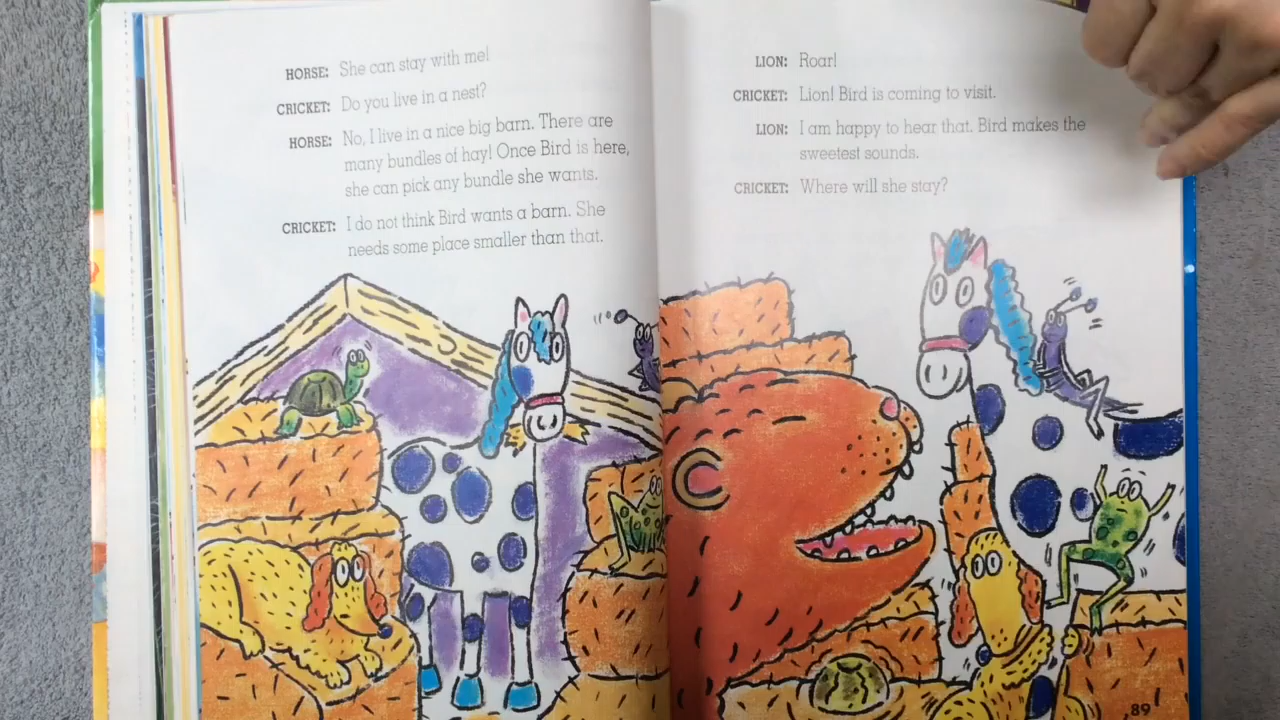 HORSE: She can stay with me!
CRICKET: Do you live in a nest?
HORSE: No, I live in a nice big barn. There are
many bundles of hay! Once Bird is here,
she can pick any bundle she wants.
CRICKET: I do not think Bird wants a barn. She
needs some place smaller than that.
LION: Roar!
CRICKET: Lion! Bird is coming to visit.
LION: I am happy to hear that. Bird makes the
sweetest sounds.
CRICKET: Where will she stay?
89